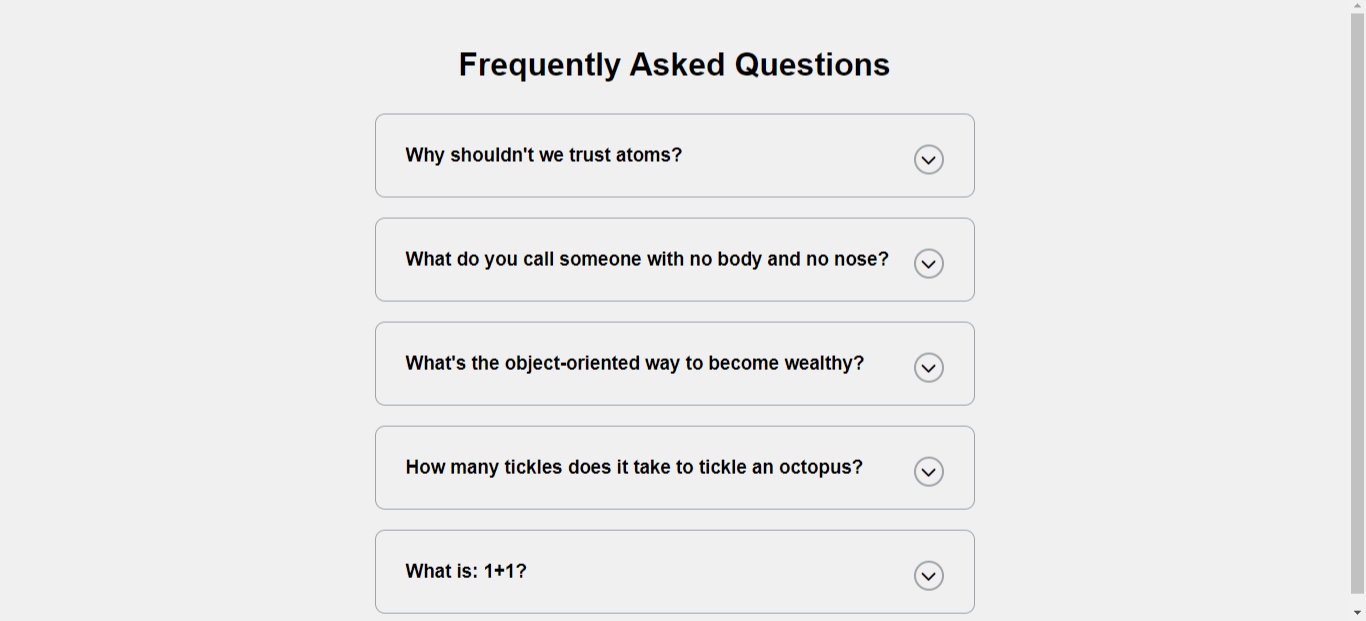 Frequently Asked Questions
Why shouldn't we trust atoms?
What do you call someone with no body and no nose?
What's the object-oriented way to become wealthy?
How many tickles does it take to tickle an octopus?
What is: 1+1?